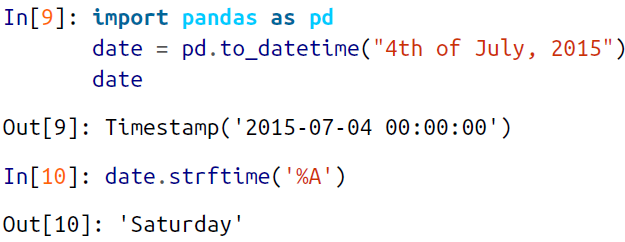 In[9]: import pandas as pd
date = pd.to_datetime("4th of July, 2015")
date
Out[9]: Timestamp('2015-07-04 00:00:00')
In[10]: date.strftime('%A')
Out[10]: 'Saturday'